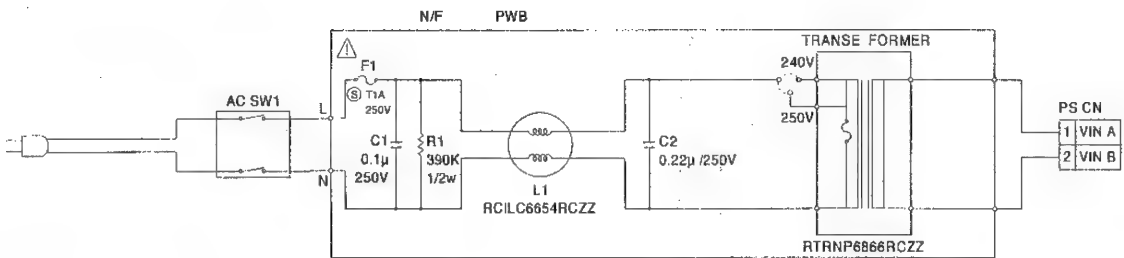 N/F PWB
TRANSE FORMER
F1
S T1A
250V
AC SW1
L
N
C1
0.1µ
250V
R1
390K
1/2w
L1
RCILC6654RCZZ
C2
0.22µ /250V
240V
250V
RTRNP6866RCZZ
PS CN
1 VIN A
2 VIN B